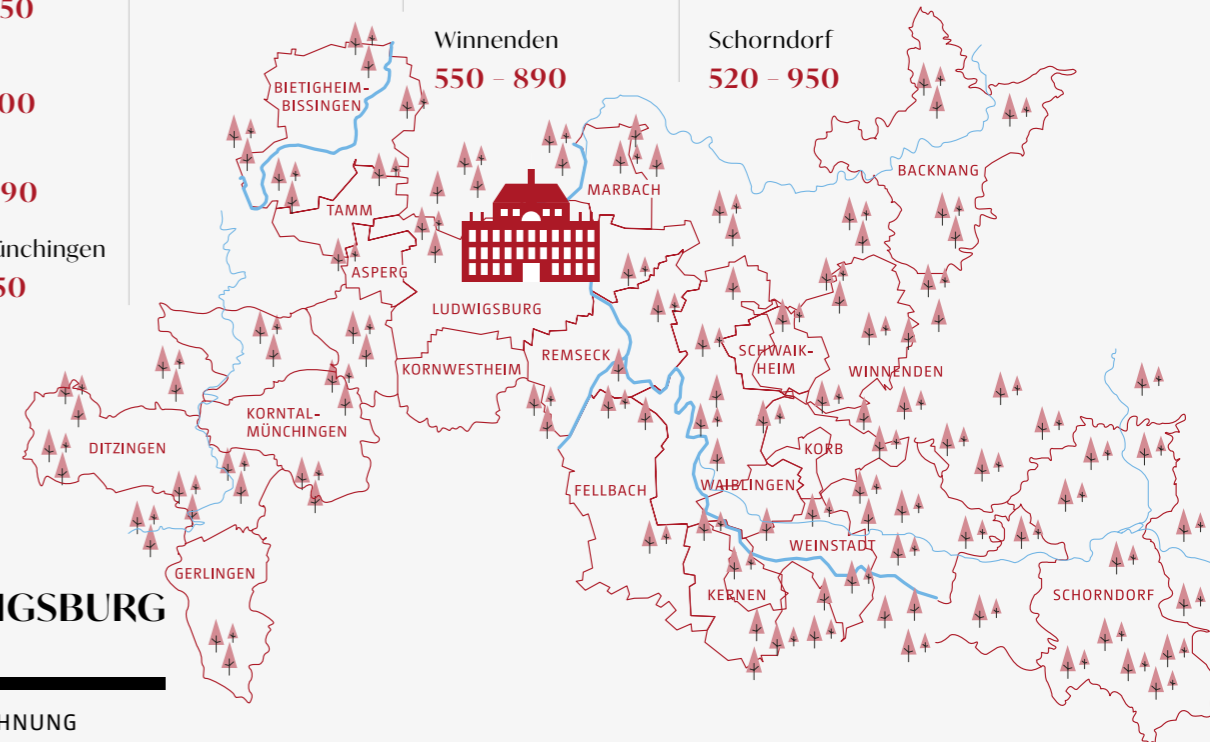 50
00
90
ünchingen
50
Winnenden
550 – 890
Schorndorf
520 – 950
BIETIGHEIM-
BISSINGEN
TAMM
ASPERG
MARBACH
BACKNANG
LUDWIGSBURG
KORNWESTHEIM
REMSECK
SCHWAIK-
HEIM
WINNENDEN
DITZINGEN
KORNTAL-
MÜNCHINGEN
KORB
FELLBACH
WAIBLINGEN
WEINSTADT
GERLINGEN
KERNEN
SCHORNDORF
IGSBURG
HNUNG